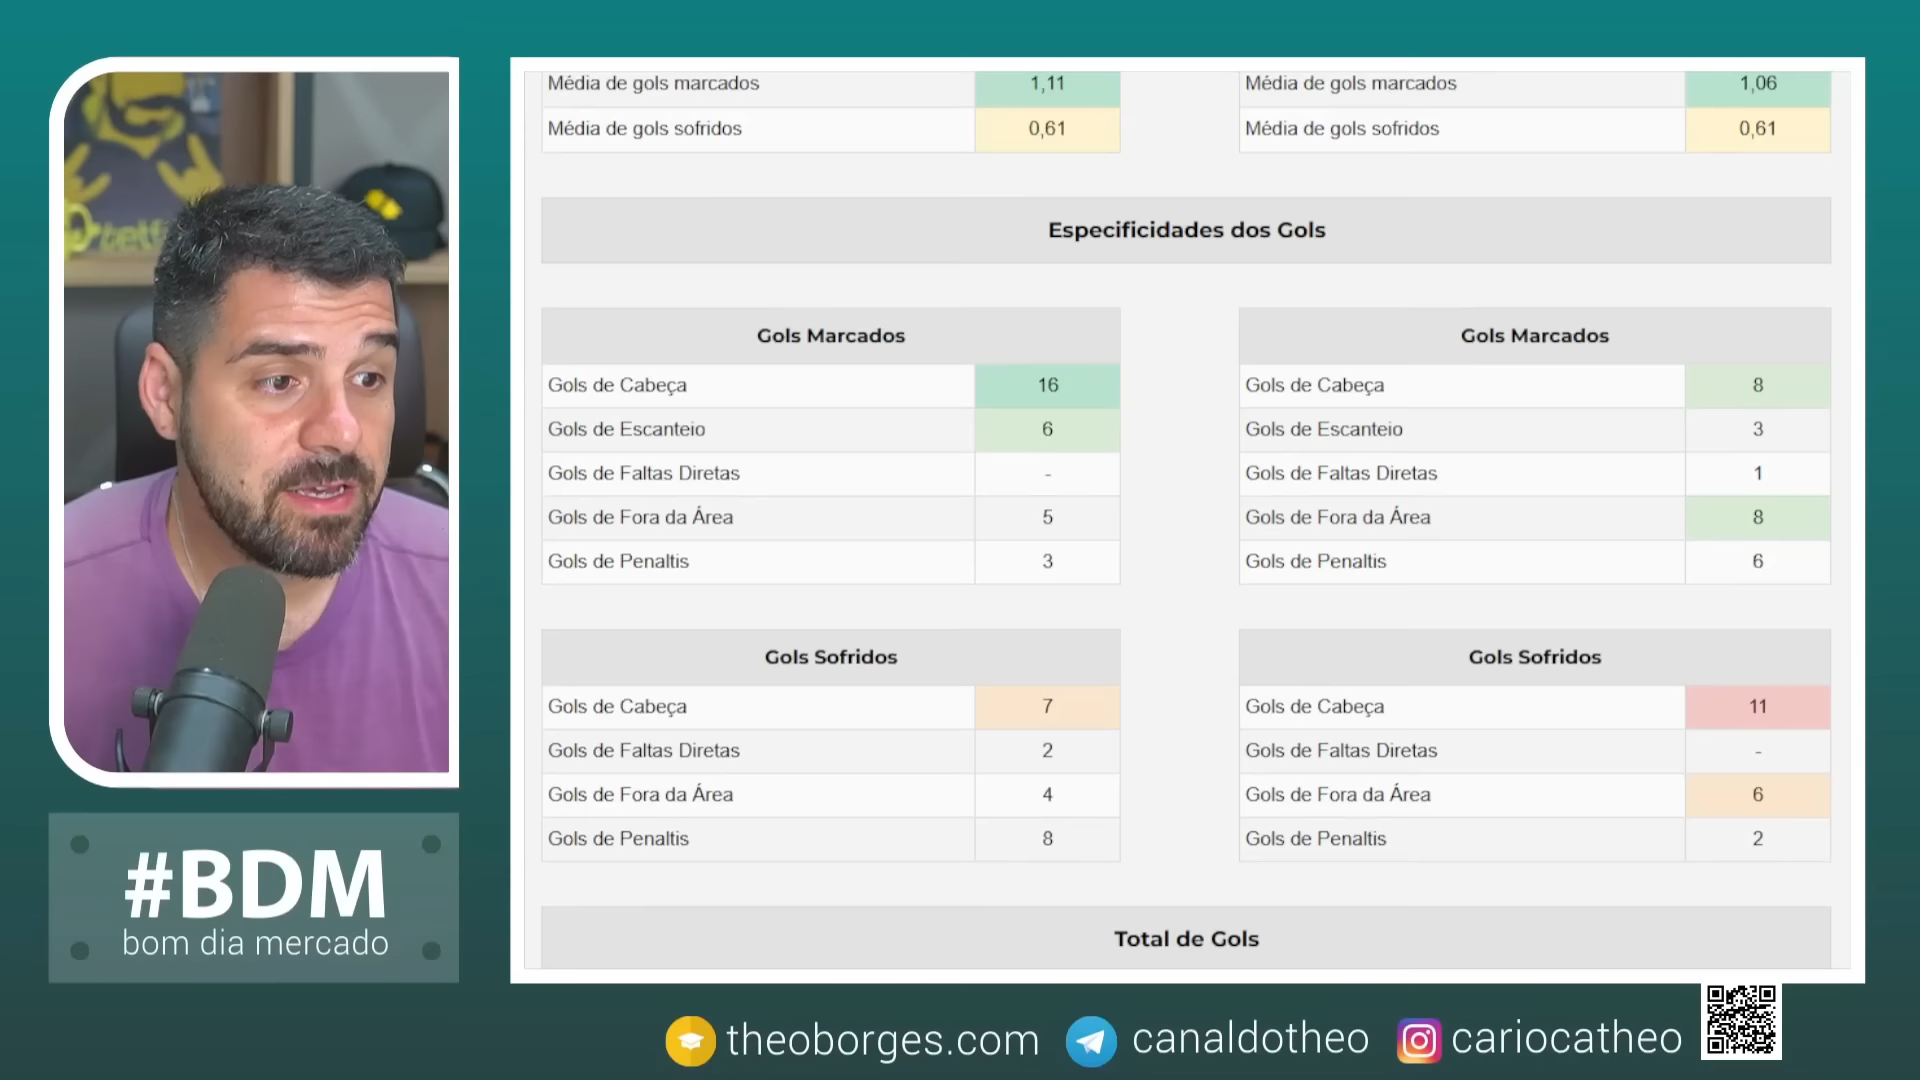 Média de gols marcados 1,11
Média de gols sofridos 0,61
Média de gols marcados 1,06
Média de gols sofridos 0,61
Especificidades dos Gols
Gols Marcados
Gols de Cabeça 16
Gols de Escanteio 6
Gols de Faltas Diretas -
Gols de Fora da Área 5
Gols de Penaltis 3
Gols Marcados
Gols de Cabeça 8
Gols de Escanteio 3
Gols de Faltas Diretas 1
Gols de Fora da Área 8
Gols de Penaltis 6
Gols Sofridos
Gols de Cabeça 7
Gols de Faltas Diretas 2
Gols de Fora da Área 4
Gols de Penaltis 8
Gols Sofridos
Gols de Cabeça 11
Gols de Faltas Diretas -
Gols de Fora da Área 6
Gols de Penaltis 2
Total de Gols
#BDM
bom dia mercado
theoborges.com
canaldotheo
cariocatheo